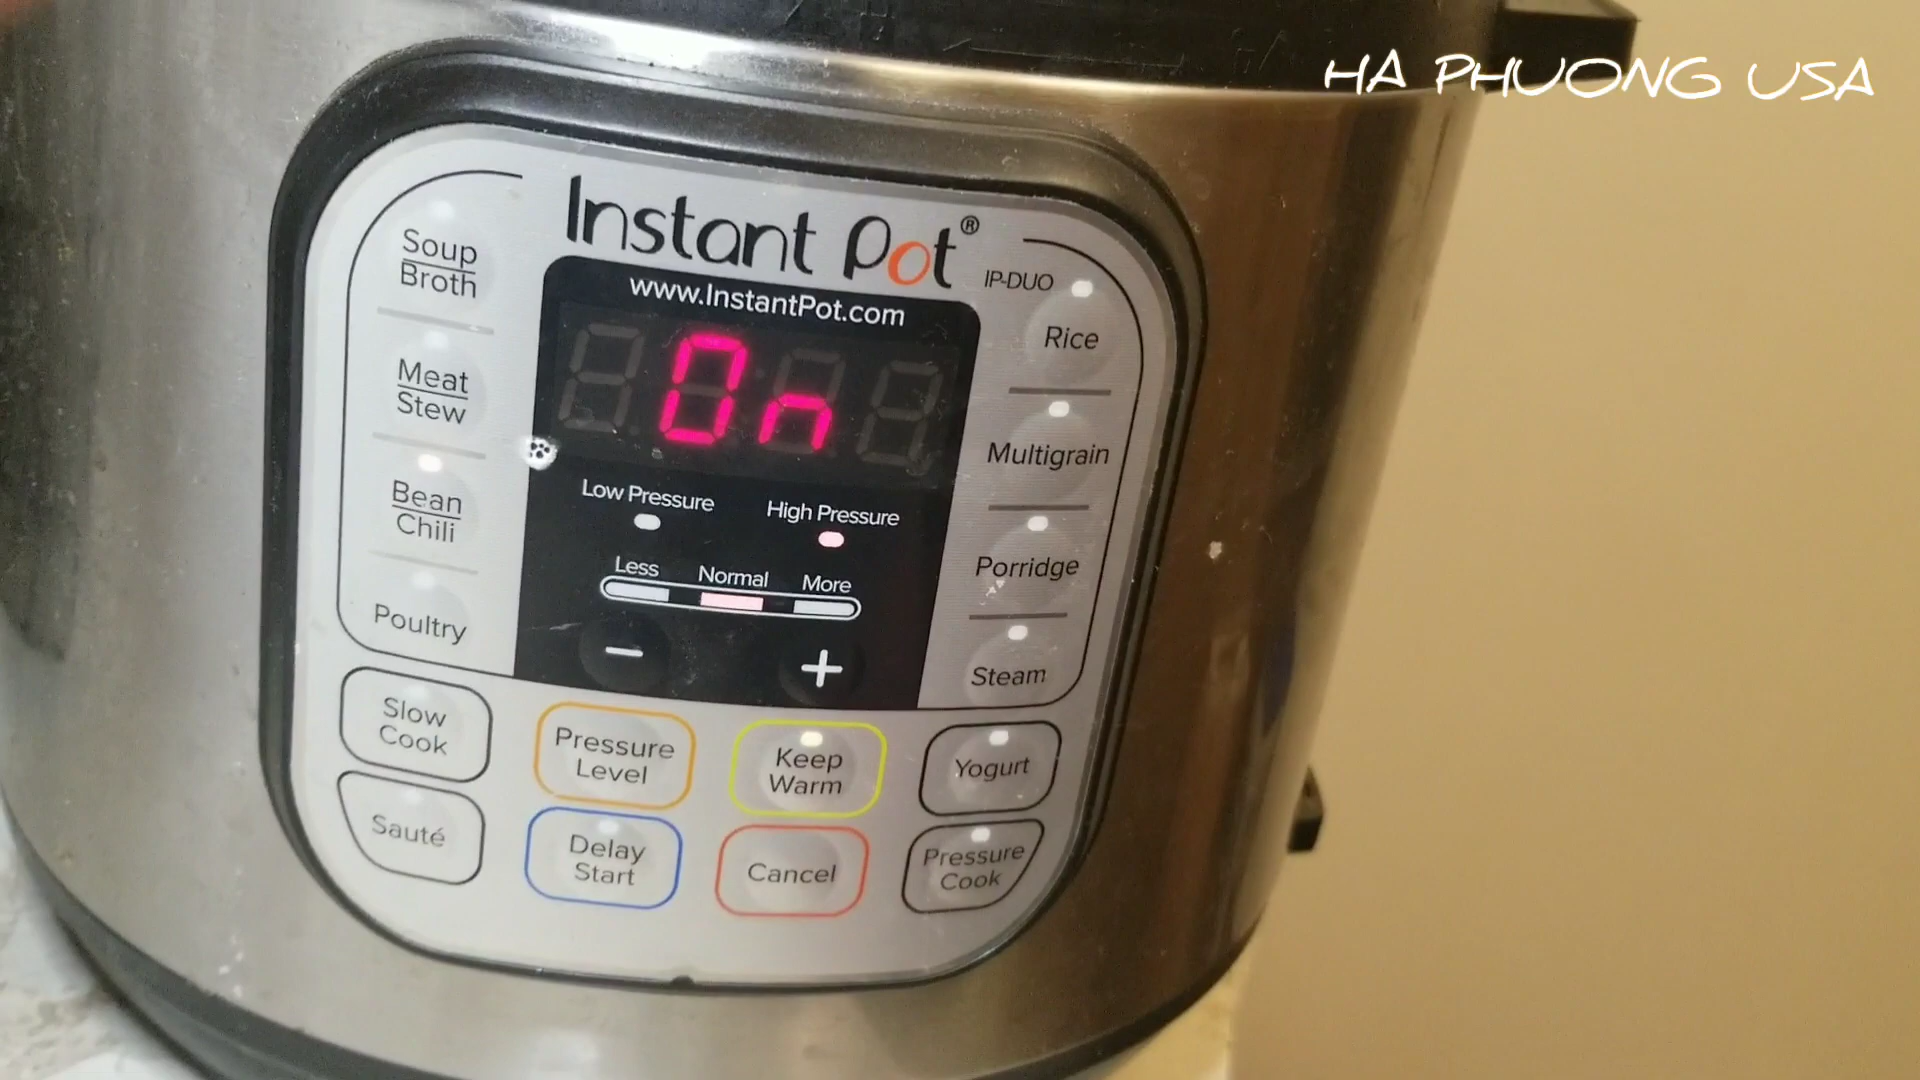 HA PHUONG USA
Instant Pot®
IP-DUO
www.InstantPot.com
On
Soup
Broth
Meat
Stew
Bean
Chili
Poultry
Low Pressure
High Pressure
Less
Normal
More
−
+
Rice
Multigrain
Porridge
Steam
Slow
Cook
Sauté
Pressure
Level
Keep
Warm
Yogurt
Delay
Start
Cancel
Pressure
Cook